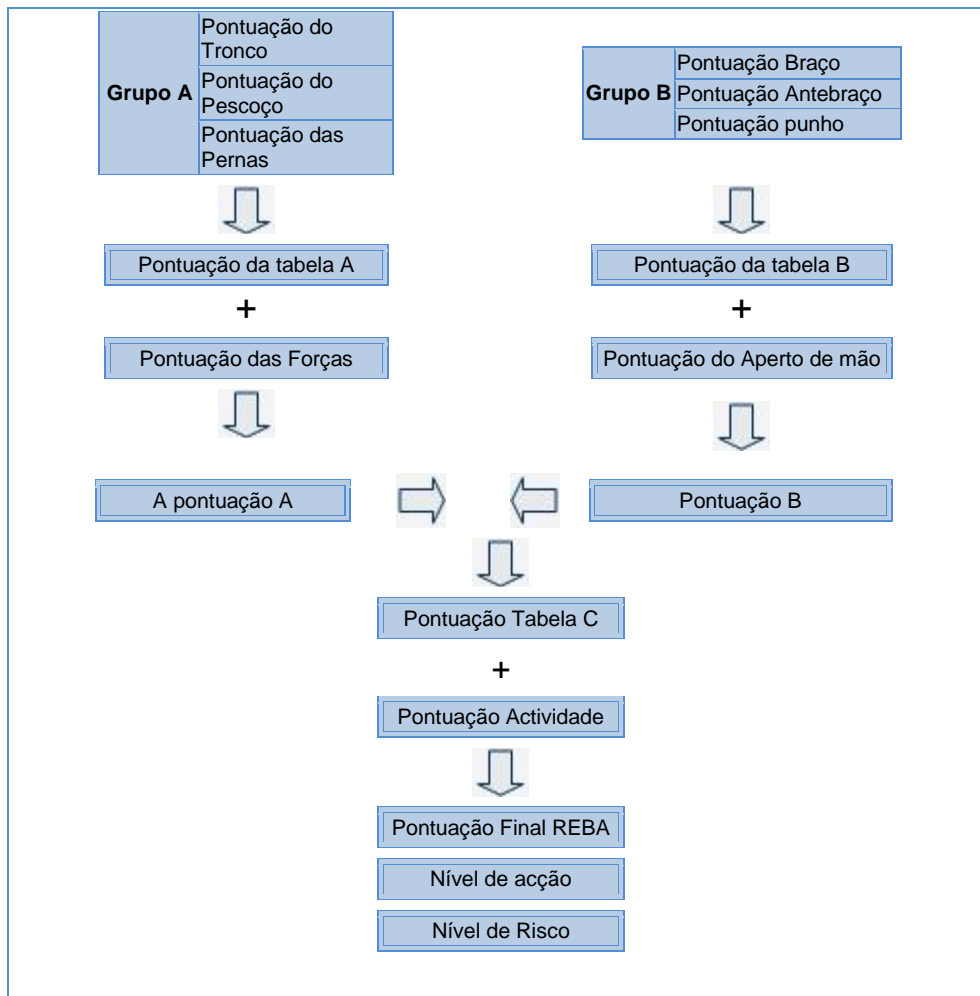 Grupo A
Pontuação do
Tronco
Pontuação do
Pescoço
Pontuação das
Pernas
Grupo B
Pontuação Braço
Pontuação Antebraço
Pontuação punho
Pontuação da tabela A
+
Pontuação das Forças
Pontuação da tabela B
+
Pontuação do Aperto de mão
A pontuação A
Pontuação B
Pontuação Tabela C
+
Pontuação Actividade
Pontuação Final REBA
Nível de acção
Nível de Risco